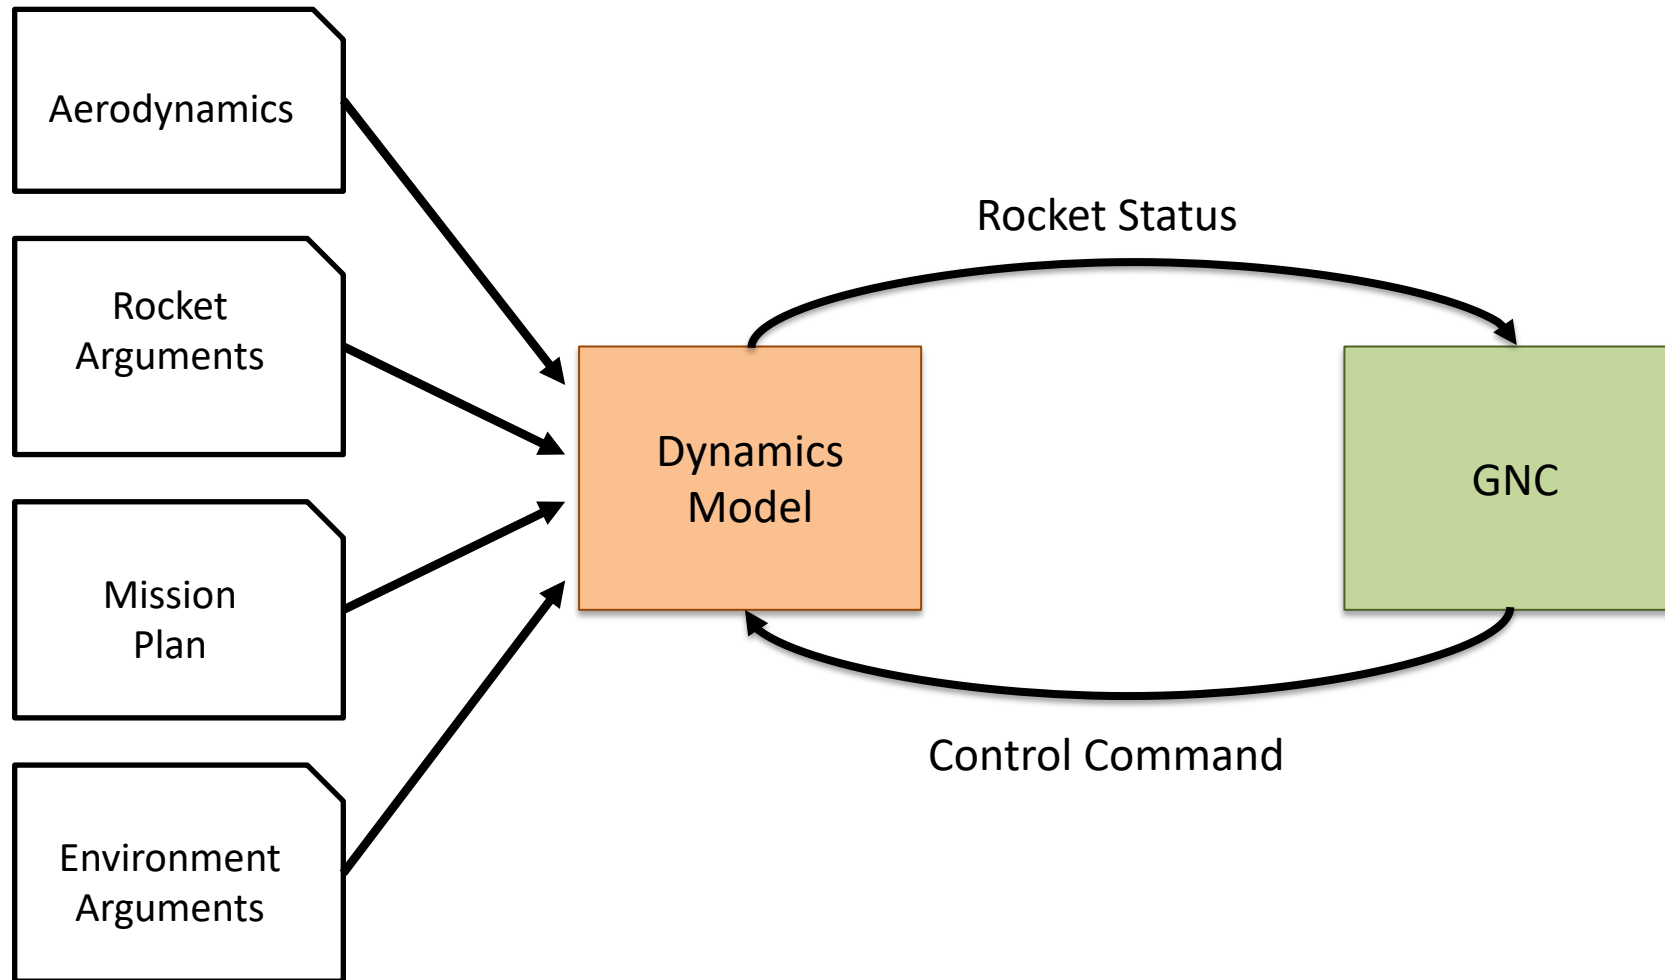 Aerodynamics
Rocket
Arguments
Mission
Plan
Environment
Arguments
Dynamics
Model
Rocket Status
Control Command
GNC